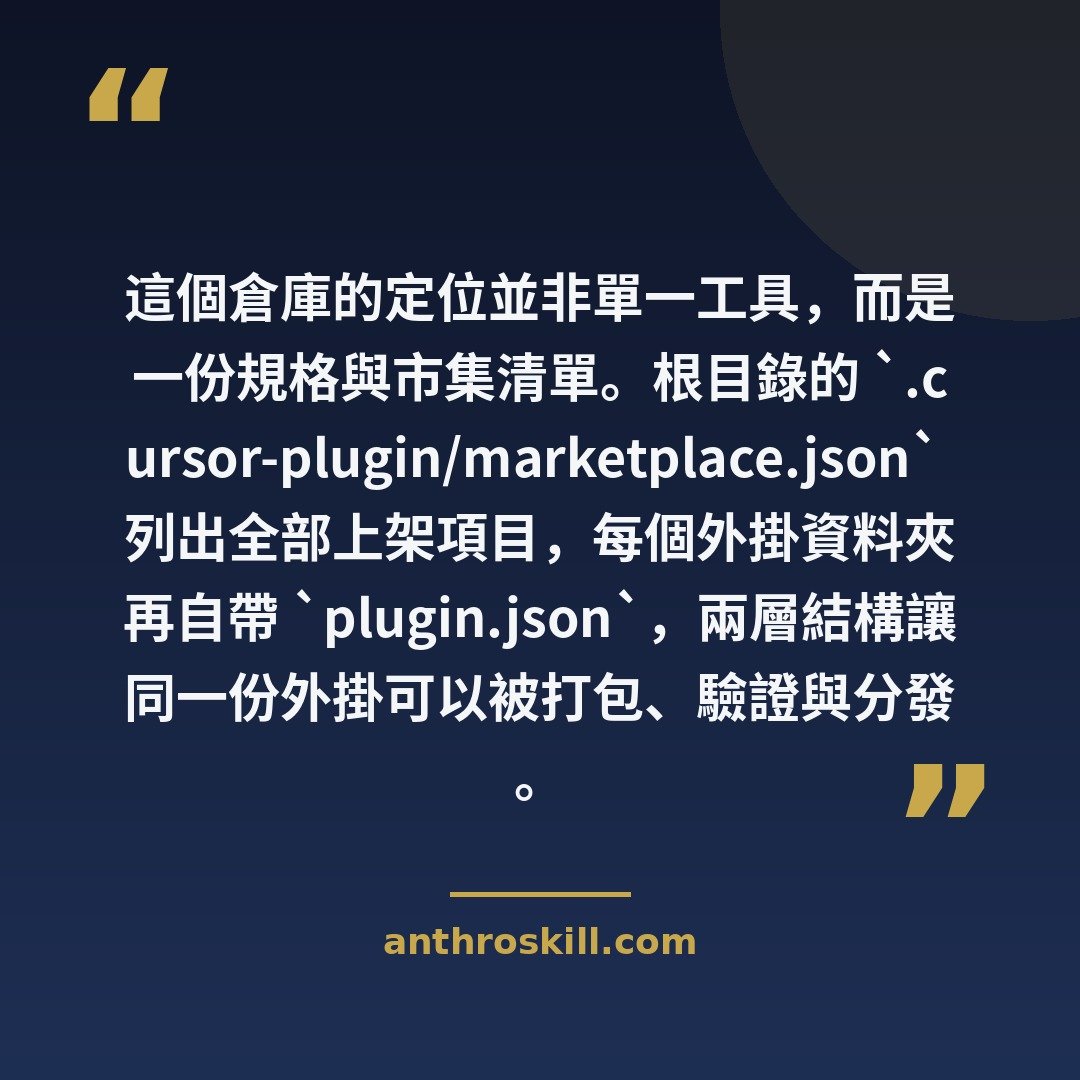 “
這個倉庫的定位並非單一工具，而是
一份規格與市集清單。根目錄的 `.c
ursor-plugin/marketplace.json`
列出全部上架項目，每個外掛資料夾
再自帶 `plugin.json`，兩層結構讓
同一份外掛可以被打包、驗證與分發
。
”
anthroskill.com